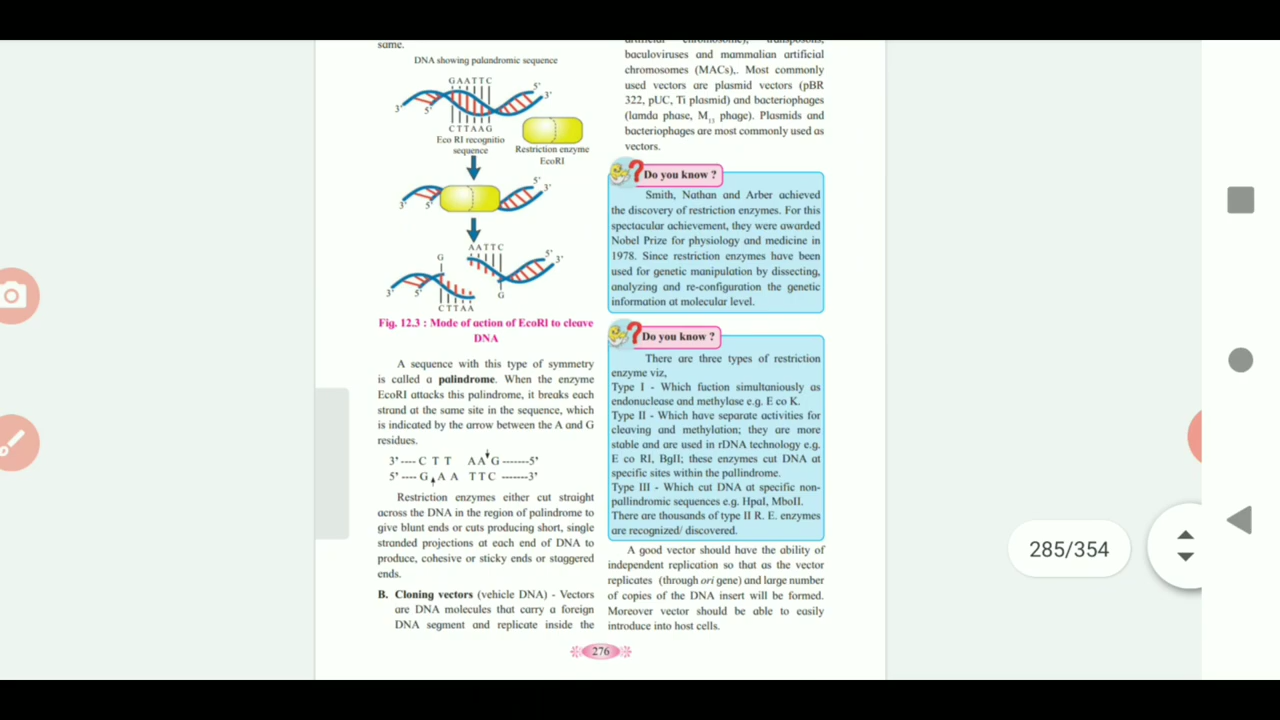 same.
DNA showing palandromic sequence
GAATTC
5'
3'
3'
5'
CTTAAG
Eco RI recognitio
sequence
Restriction enzyme
EcoRI
5'
3'
3'
5'
AATTC
G
5'
3'
3'
5'
G
CTTAA
Fig. 12.3 : Mode of action of EcoRI to cleave
DNA
A sequence with this type of symmetry
is called a palindrome. When the enzyme
EcoRI attacks this palindrome, it breaks each
strand at the same site in the sequence, which
is indicated by the arrow between the A and G
residues.
3' ---- C T T AA G -------5'
5' ---- G A A TTC -------3'
Restriction enzymes either cut straight
across the DNA in the region of palindrome to
give blunt ends or cuts producing short, single
stranded projections at each end of DNA to
produce, cohesive or sticky ends or staggered
ends.
B. Cloning vectors (vehicle DNA) - Vectors
are DNA molecules that carry a foreign
DNA segment and replicate inside the
artificial chromosome), transposons,
baculoviruses and mammalian artificial
chromosomes (MACs),. Most commonly
used vectors are plasmid vectors (pBR
322, pUC, Ti plasmid) and bacteriophages
(lamda phase, M13 phage). Plasmids and
bacteriophages are most commonly used as
vectors.
Do you know ?
Smith, Nathan and Arber achieved
the discovery of restriction enzymes. For this
spectacular achievement, they were awarded
Nobel Prize for physiology and medicine in
1978. Since restriction enzymes have been
used for genetic manipulation by dissecting,
analyzing and re-configuration the genetic
information at molecular level.
Do you know ?
There are three types of restriction
enzyme viz,
Type I - Which fuction simultaniously as
endonuclease and methylase e.g. E co K.
Type II - Which have separate activities for
cleaving and methylation; they are more
stable and are used in rDNA technology e.g.
E co RI, BglI; these enzymes cut DNA at
specific sites within the pallindrome.
Type III - Which cut DNA at specific non-
pallindromic sequences e.g. HpaI, MboII.
There are thousands of type II R. E. enzymes
are recognized/ discovered.
A good vector should have the ability of
independent replication so that as the vector
replicates (through ori gene) and large number
of copies of the DNA insert will be formed.
Moreover vector should be able to easily
introduce into host cells.
276
285/354